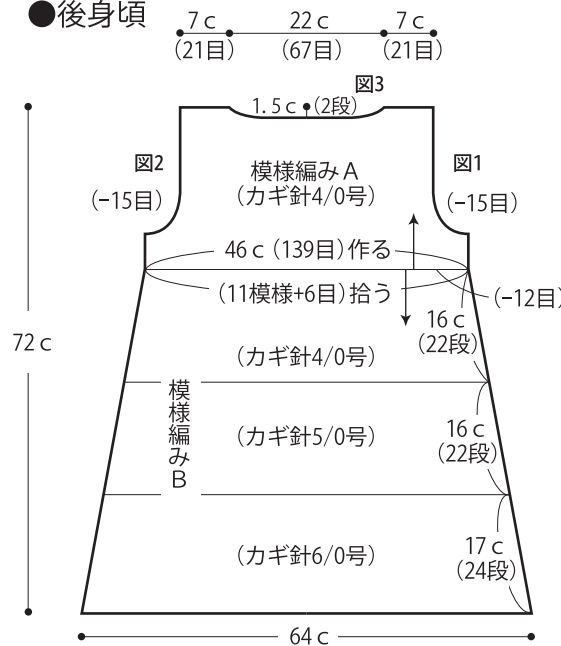 ●後身頃
7c 22c 7c
(21目) (67目) (21目)
図3
1.5c (2段)
図2 図1
模様編みA
(カギ針4/0号)
(-15目) (-15目)
46c (139目) 作る
(11模様+6目) 拾う
(-12目)
16c
(22段)
72c
(カギ針4/0号)
模様編みB
(カギ針5/0号)
16c
(22段)
(カギ針6/0号)
17c
(24段)
64c